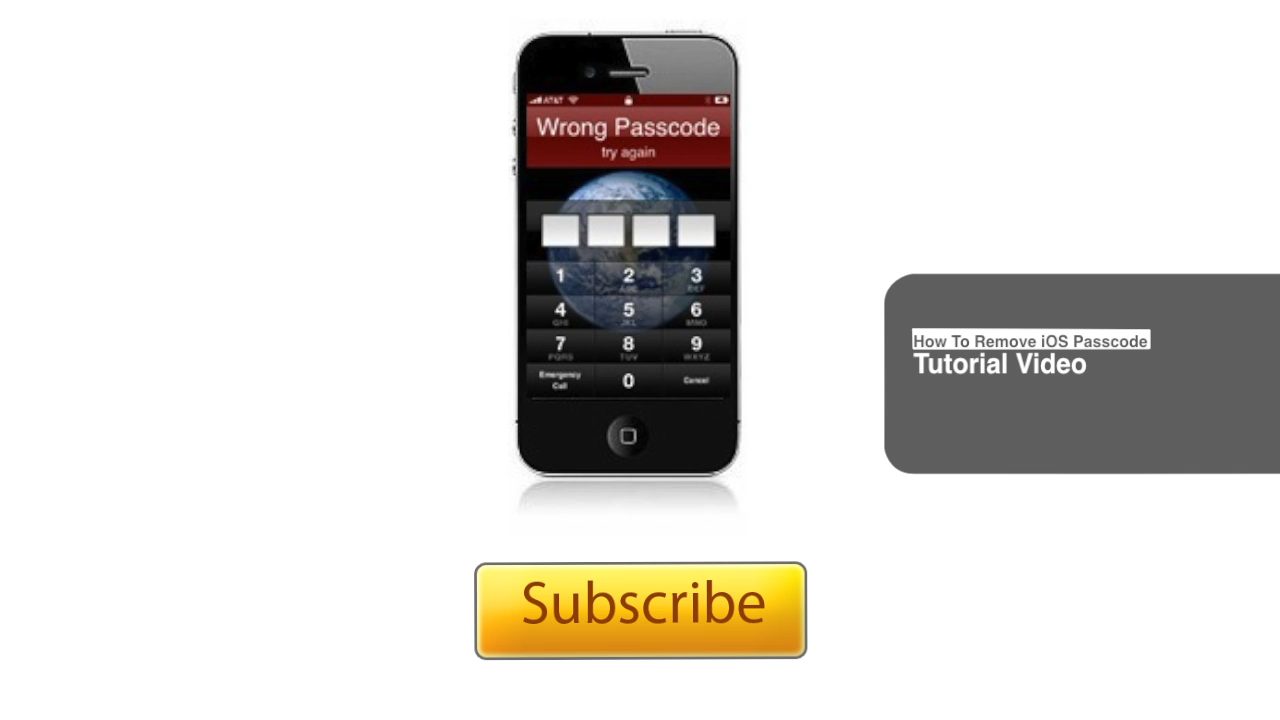 AT&T
Wrong Passcode
try again
1 2 3
ABC DEF
4 5 6
GHI JKL MNO
7 8 9
PQRS TUV WXYZ
Emergency Call 0 Cancel
How To Remove iOS Passcode
Tutorial Video
Subscribe